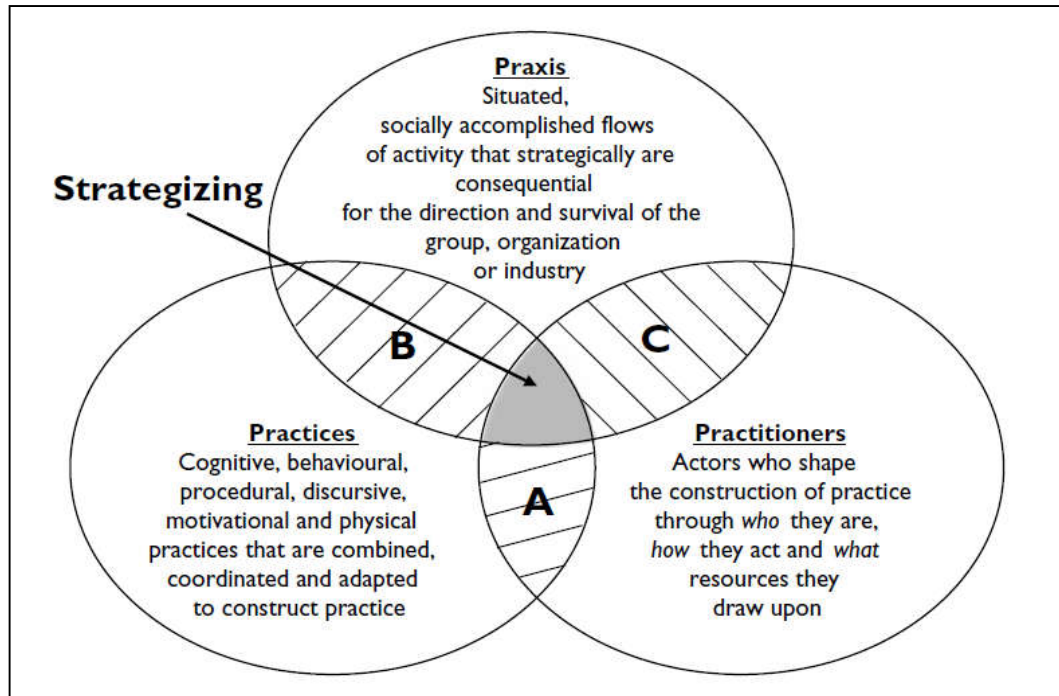 Praxis
Situated,
socially accomplished flows
of activity that strategically are
consequential
for the direction and survival of the
group, organization
or industry
Strategizing
B
C
Practices
Cognitive, behavioural,
procedural, discursive,
motivational and physical
practices that are combined,
coordinated and adapted
to construct practice
A
Practitioners
Actors who shape
the construction of practice
through who they are,
how they act and what
resources they
draw upon